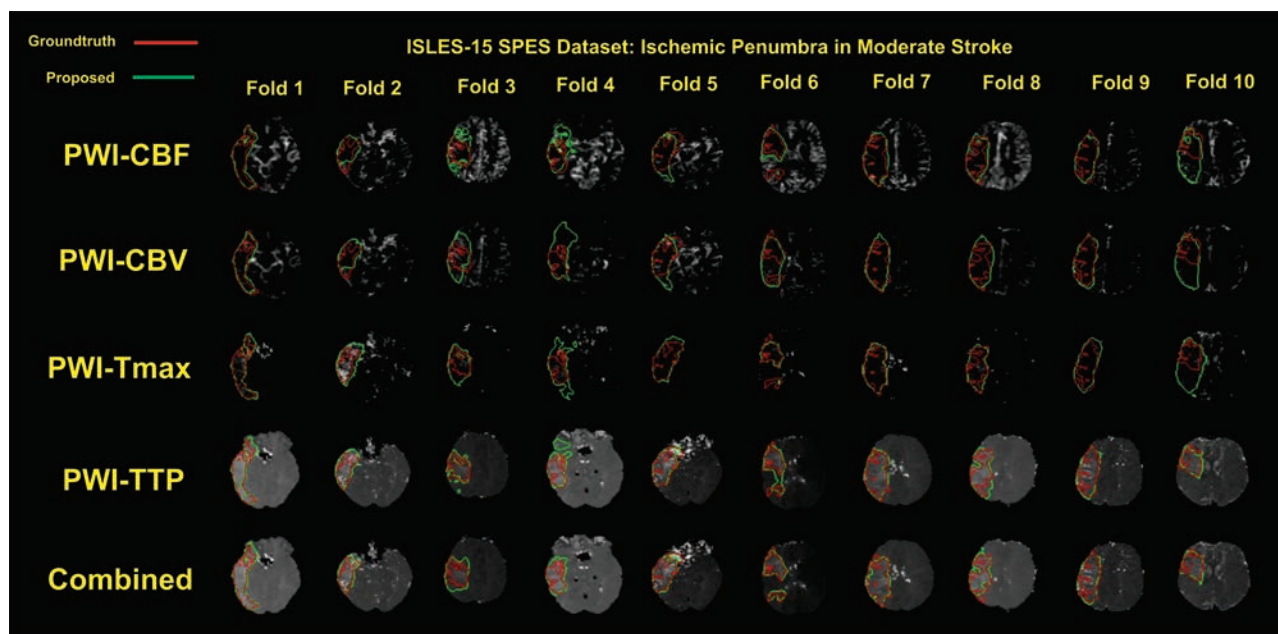 Groundtruth
ISLES-15 SPES Dataset: Ischemic Penumbra in Moderate Stroke
Proposed
Fold 1 Fold 2 Fold 3 Fold 4 Fold 5 Fold 6 Fold 7 Fold 8 Fold 9 Fold 10
PWI-CBF
PWI-CBV
PWI-Tmax
PWI-TTP
Combined